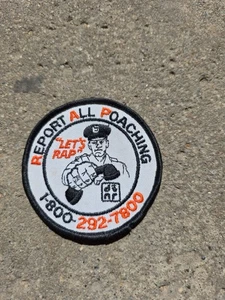 REPORT ALL POACHING
"LET'S
RAP"
1-800-292-7800